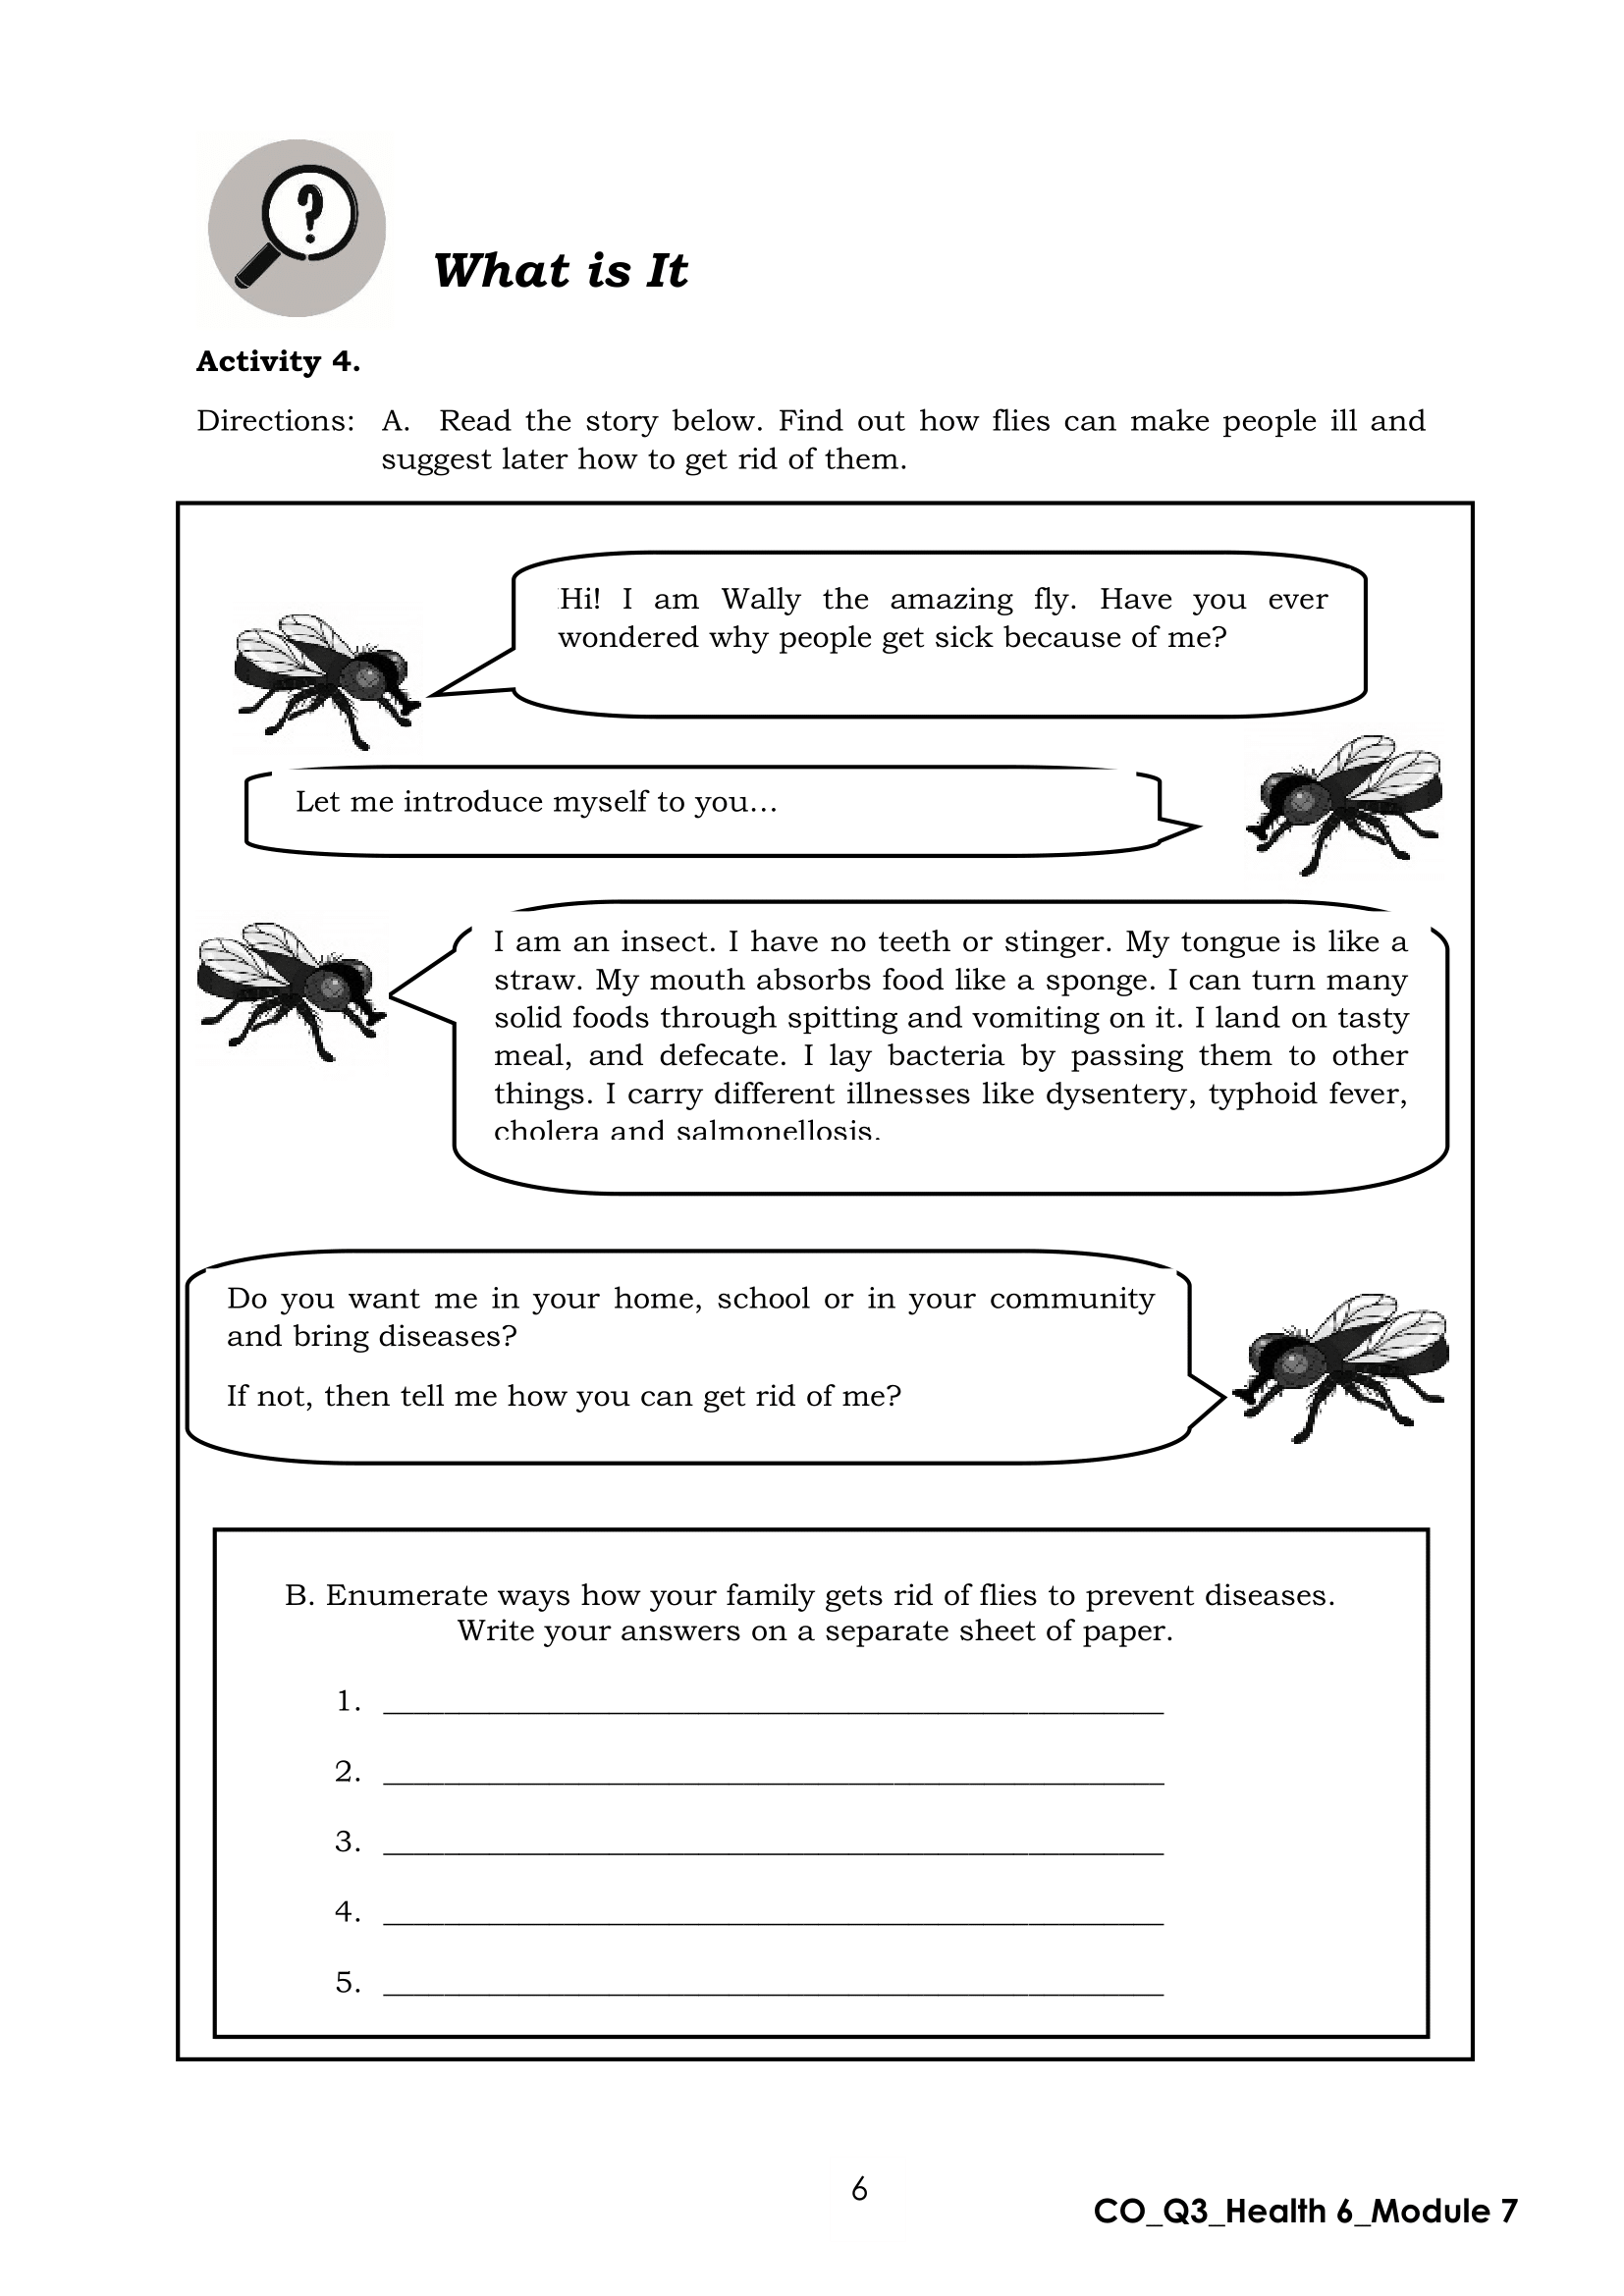 ?
What is It
Activity 4.
Directions: A. Read the story below. Find out how flies can make people ill and
suggest later how to get rid of them.
Hi! I am Wally the amazing fly. Have you ever
wondered why people get sick because of me?
Let me introduce myself to you...
I am an insect. I have no teeth or stinger. My tongue is like a
straw. My mouth absorbs food like a sponge. I can turn many
solid foods through spitting and vomiting on it. I land on tasty
meal, and defecate. I lay bacteria by passing them to other
things. I carry different illnesses like dysentery, typhoid fever,
cholera and salmonellosis.
Do you want me in your home, school or in your community
and bring diseases?
If not, then tell me how you can get rid of me?
B. Enumerate ways how your family gets rid of flies to prevent diseases.
Write your answers on a separate sheet of paper.
1. ____________________
2. ____________________
3. ____________________
4. ____________________
5. ____________________
6
CO_Q3_Health 6_Module 7